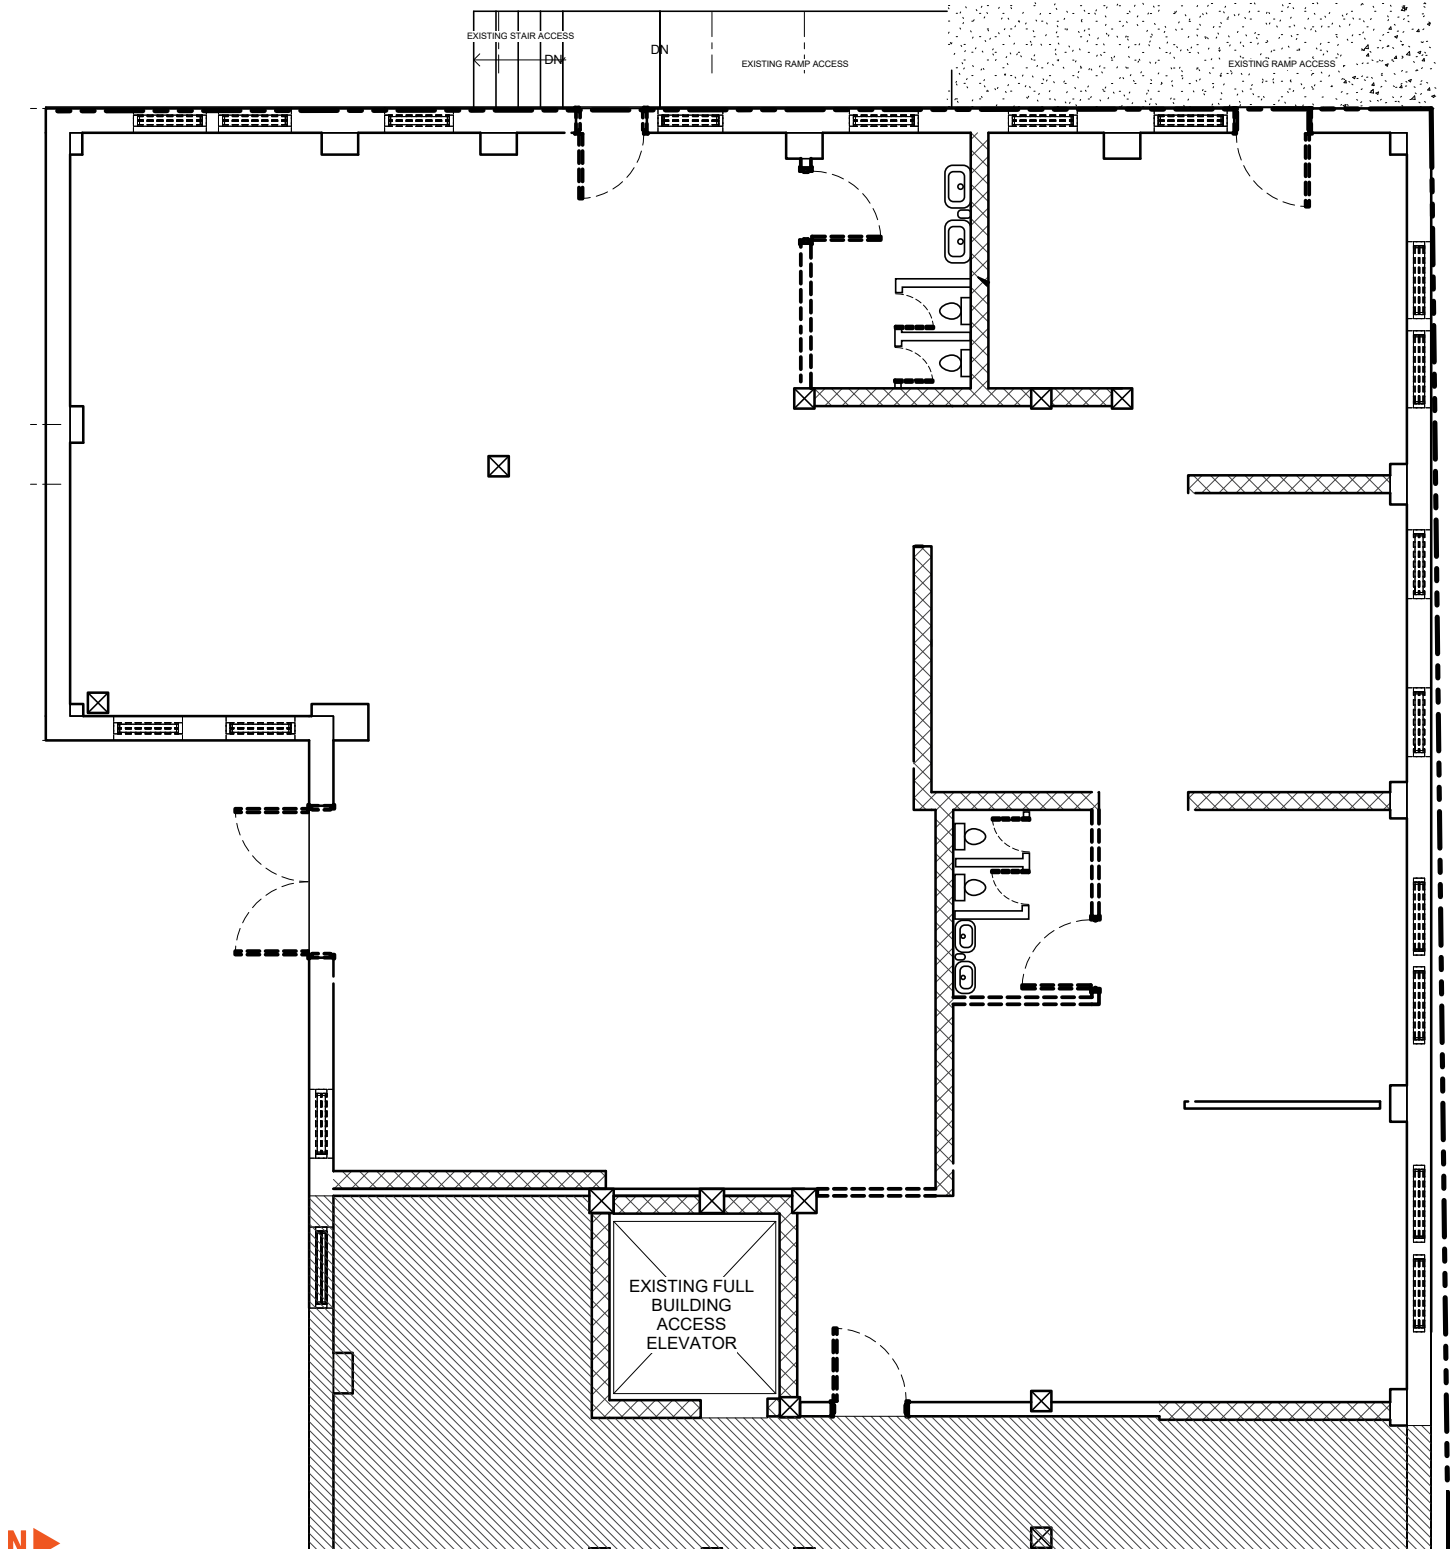 EXISTING STAIR ACCESS
DN
DN
EXISTING RAMP ACCESS
EXISTING RAMP ACCESS
EXISTING FULL
BUILDING
ACCESS
ELEVATOR
N